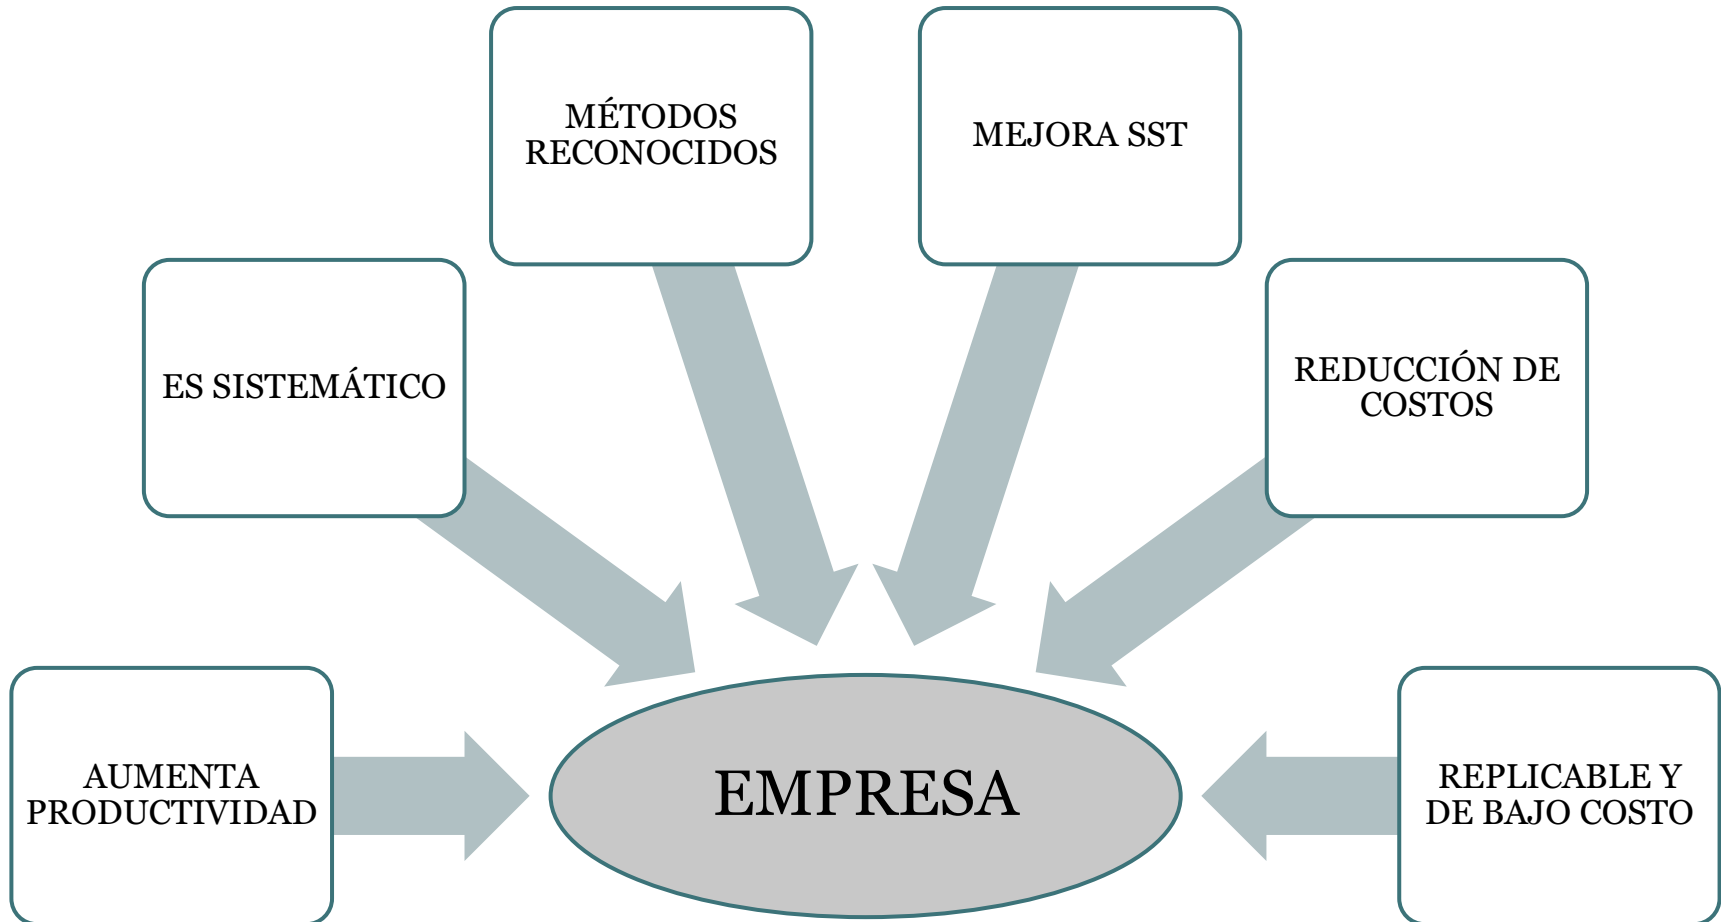 MÉTODOS
RECONOCIDOS
MEJORA SST
ES SISTEMÁTICO
REDUCCIÓN DE
COSTOS
AUMENTA
PRODUCTIVIDAD
EMPRESA
REPLICABLE Y
DE BAJO COSTO